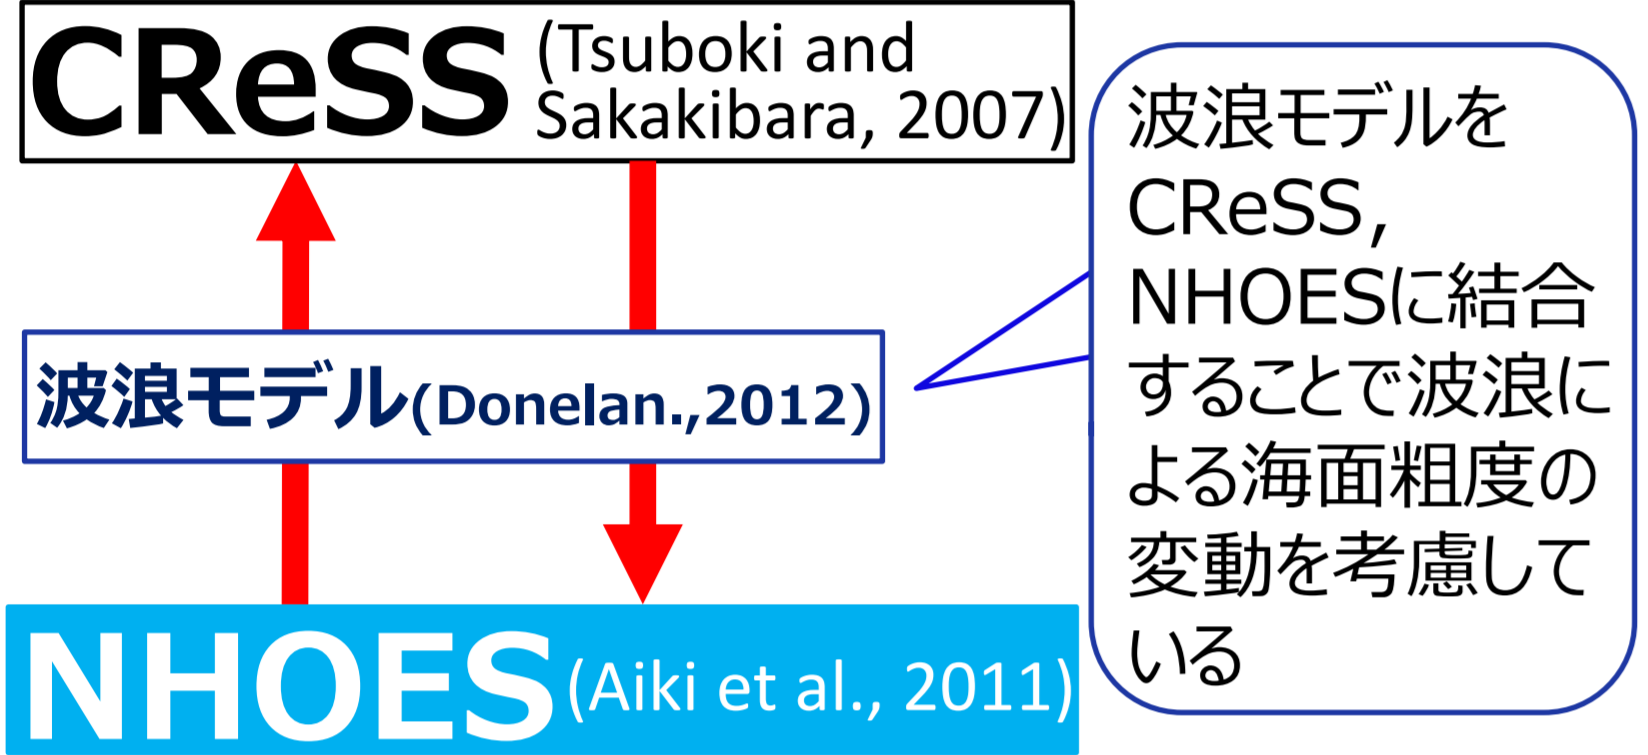 CReSS (Tsuboki and
Sakakibara, 2007)
波浪モデル(Donelan.,2012)
NHOES(Aiki et al., 2011)
波浪モデルを
CReSS,
NHOESに結合
することで波浪に
よる海面粗度の
変動を考慮して
いる